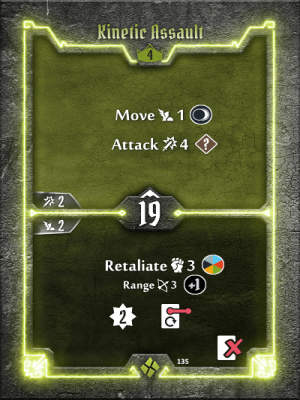 Kinetic Assault
4
Move 1
Attack 4 ?
2
19
2
Retaliate 3
Range 3 +1
2
135